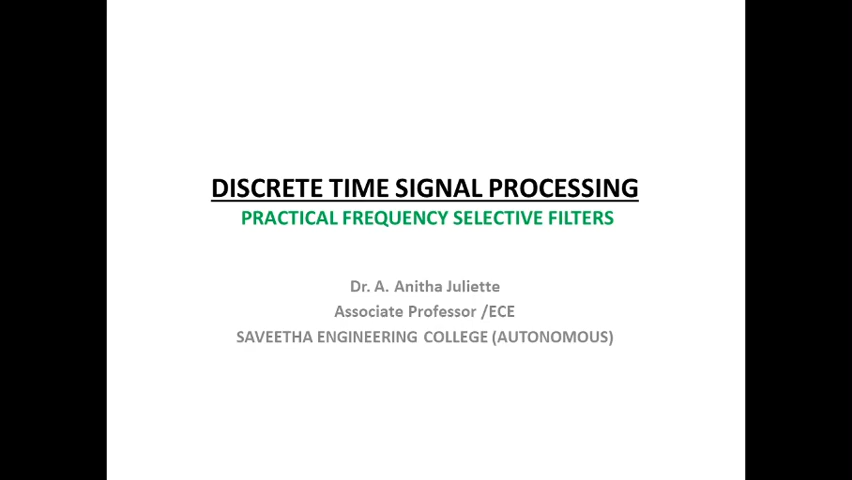 DISCRETE TIME SIGNAL PROCESSING
PRACTICAL FREQUENCY SELECTIVE FILTERS
Dr. A. Anitha Juliette
Associate Professor /ECE
SAVEETHA ENGINEERING COLLEGE (AUTONOMOUS)